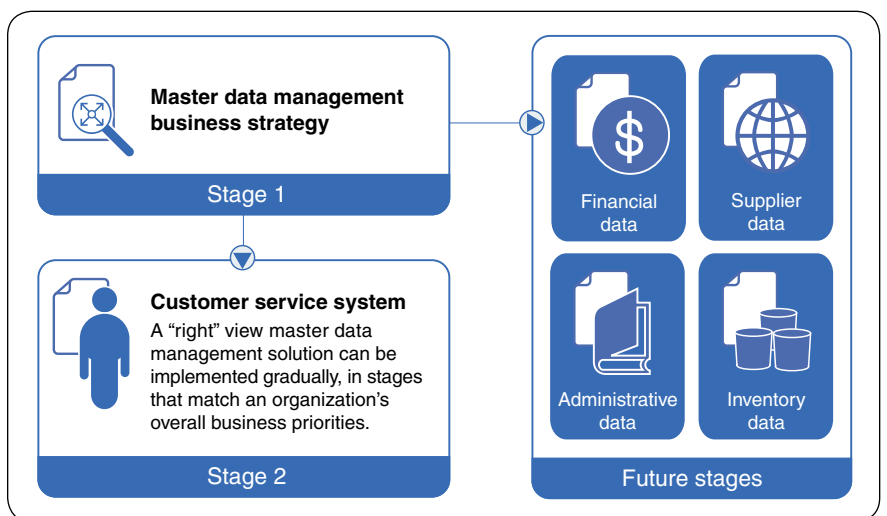 Master data management
business strategy
Stage 1
Customer service system
A “right” view master data
management solution can be
implemented gradually, in stages
that match an organization’s
overall business priorities.
Stage 2
$
Financial
data
Supplier
data
Administrative
data
Inventory
data
Future stages